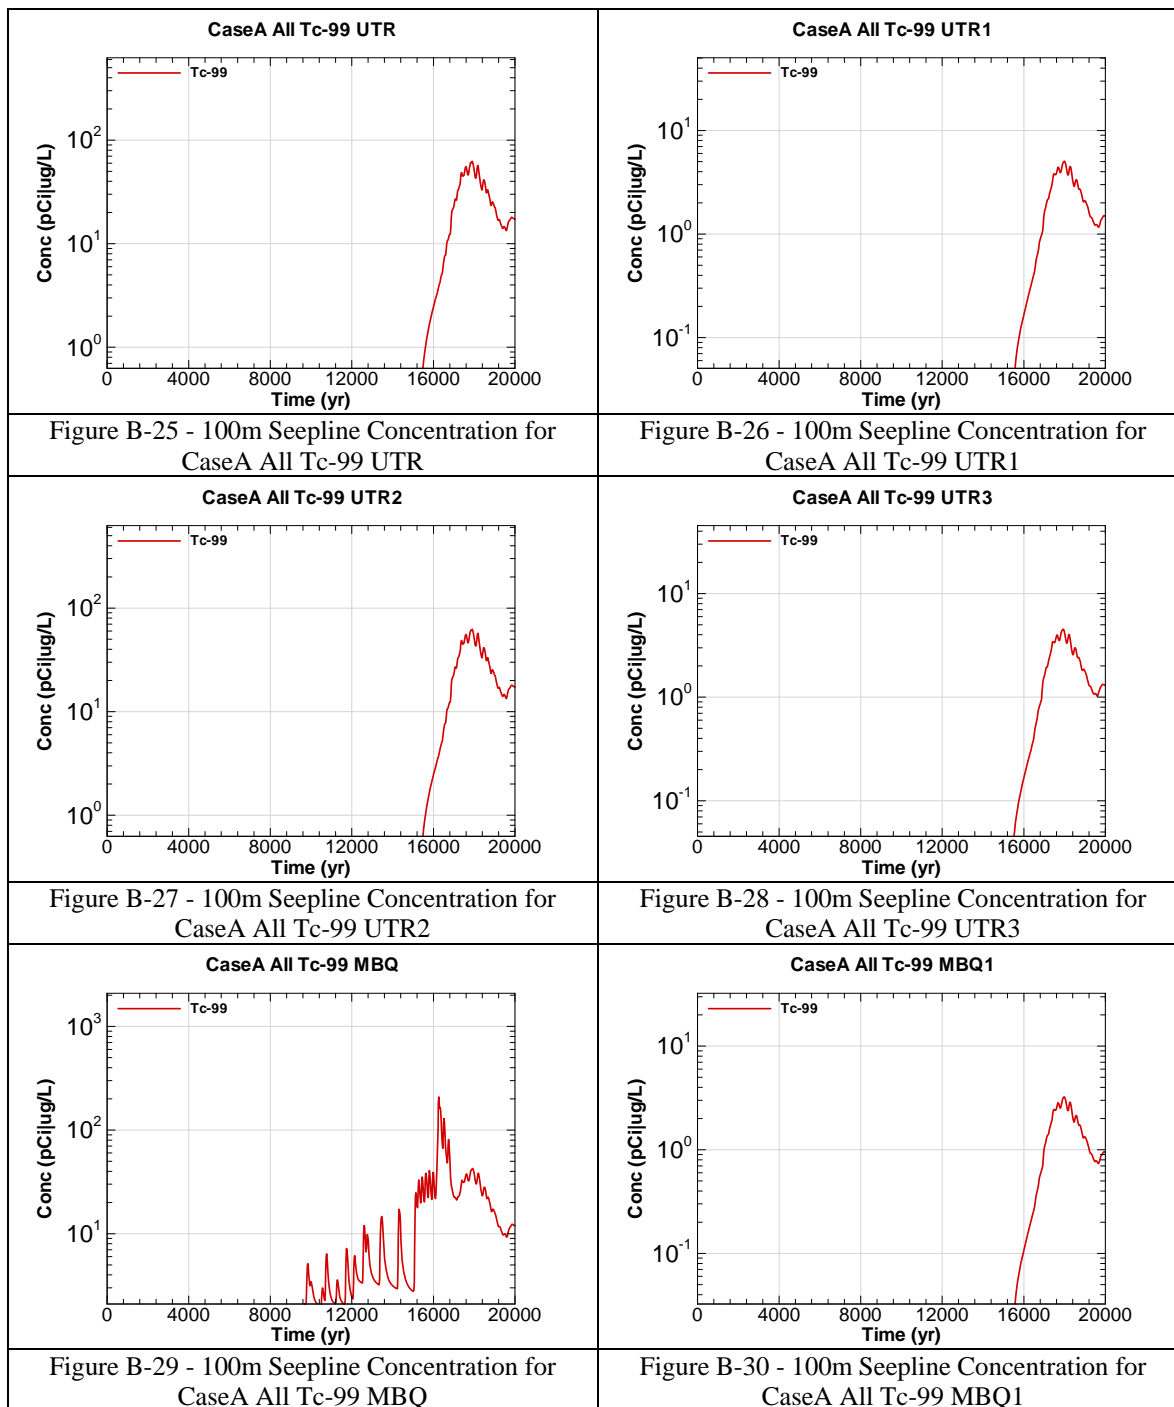 CaseA All Tc-99 UTR
Tc-99
Conc (pCi|ug/L)
10^2
10^1
10^0
0 4000 8000 12000 16000 20000
Time (yr)
Figure B-25 - 100m Seepline Concentration for
CaseA All Tc-99 UTR
CaseA All Tc-99 UTR1
Tc-99
Conc (pCi|ug/L)
10^1
10^0
10^-1
0 4000 8000 12000 16000 20000
Time (yr)
Figure B-26 - 100m Seepline Concentration for
CaseA All Tc-99 UTR1
CaseA All Tc-99 UTR2
Tc-99
Conc (pCi|ug/L)
10^2
10^1
10^0
0 4000 8000 12000 16000 20000
Time (yr)
Figure B-27 - 100m Seepline Concentration for
CaseA All Tc-99 UTR2
CaseA All Tc-99 UTR3
Tc-99
Conc (pCi|ug/L)
10^1
10^0
10^-1
0 4000 8000 12000 16000 20000
Time (yr)
Figure B-28 - 100m Seepline Concentration for
CaseA All Tc-99 UTR3
CaseA All Tc-99 MBQ
Tc-99
Conc (pCi|ug/L)
10^3
10^2
10^1
0 4000 8000 12000 16000 20000
Time (yr)
Figure B-29 - 100m Seepline Concentration for
CaseA All Tc-99 MBQ
CaseA All Tc-99 MBQ1
Tc-99
Conc (pCi|ug/L)
10^1
10^0
10^-1
0 4000 8000 12000 16000 20000
Time (yr)
Figure B-30 - 100m Seepline Concentration for
CaseA All Tc-99 MBQ1